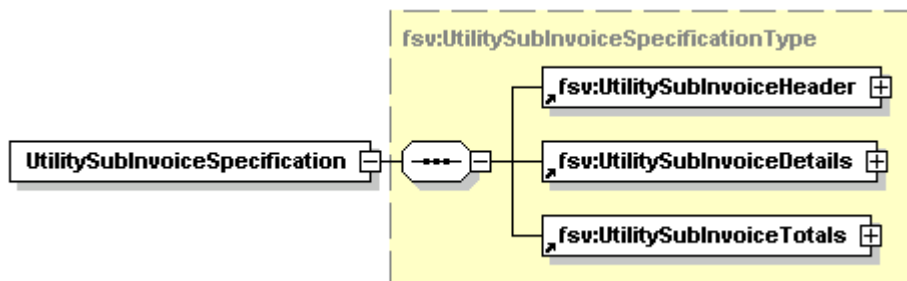 fsv:UtilitySubInvoiceSpecificationType
fsv:UtilitySubInvoiceHeader
UtilitySubInvoiceSpecification
fsv:UtilitySubInvoiceDetails
fsv:UtilitySubInvoiceTotals